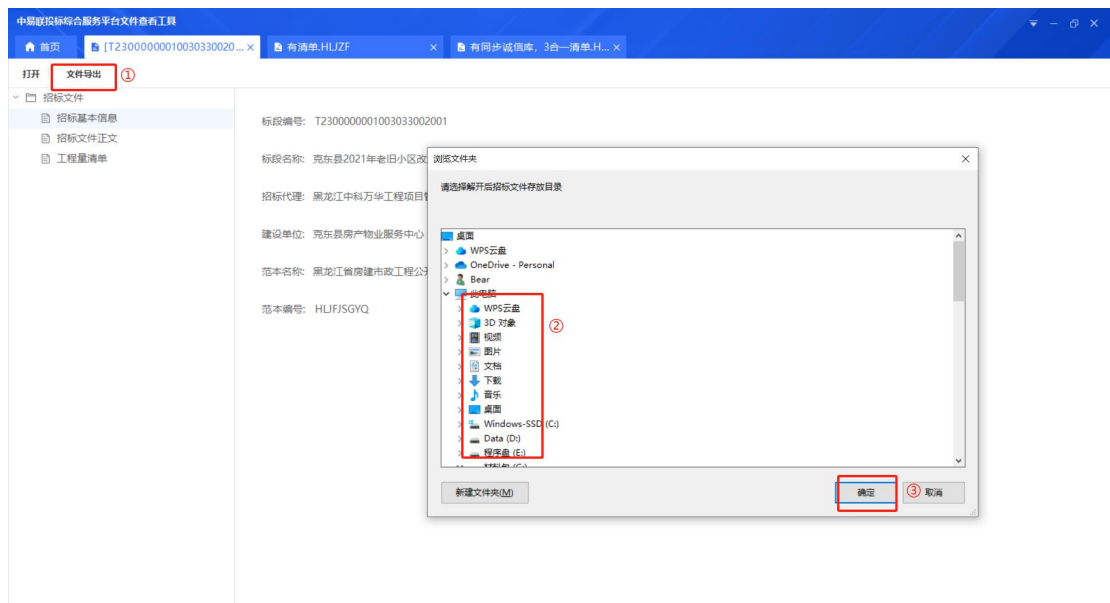 中易联投标综合服务平台文件查看工具
首页
[T23000000010030330020... ×
有清单.HLJZF ×
有同步诚信库，3合一清单.H... ×
打开 文件导出 ①
招标文件
招标基本信息
招标文件正文
工程量清单
标段编号: T2300000001003033002001
标段名称: 克东县2021年老旧小区改
招标代理: 黑龙江中科万华工程项目
建设单位: 克东县房产物业服务中心
范本名称: 黑龙江省房建市政工程公
范本编号: HLJFJSGYQ
浏览文件夹
请选择解开后招标文件存放目录
桌面
WPS云盘
OneDrive - Personal
Bear
此电脑
WPS云盘
3D 对象
②
视频
图片
文档
下载
音乐
桌面
Windows-SSD (C:)
Data (D:)
程序盘 (E:)
新建文件夹(M)
确定
③ 取消